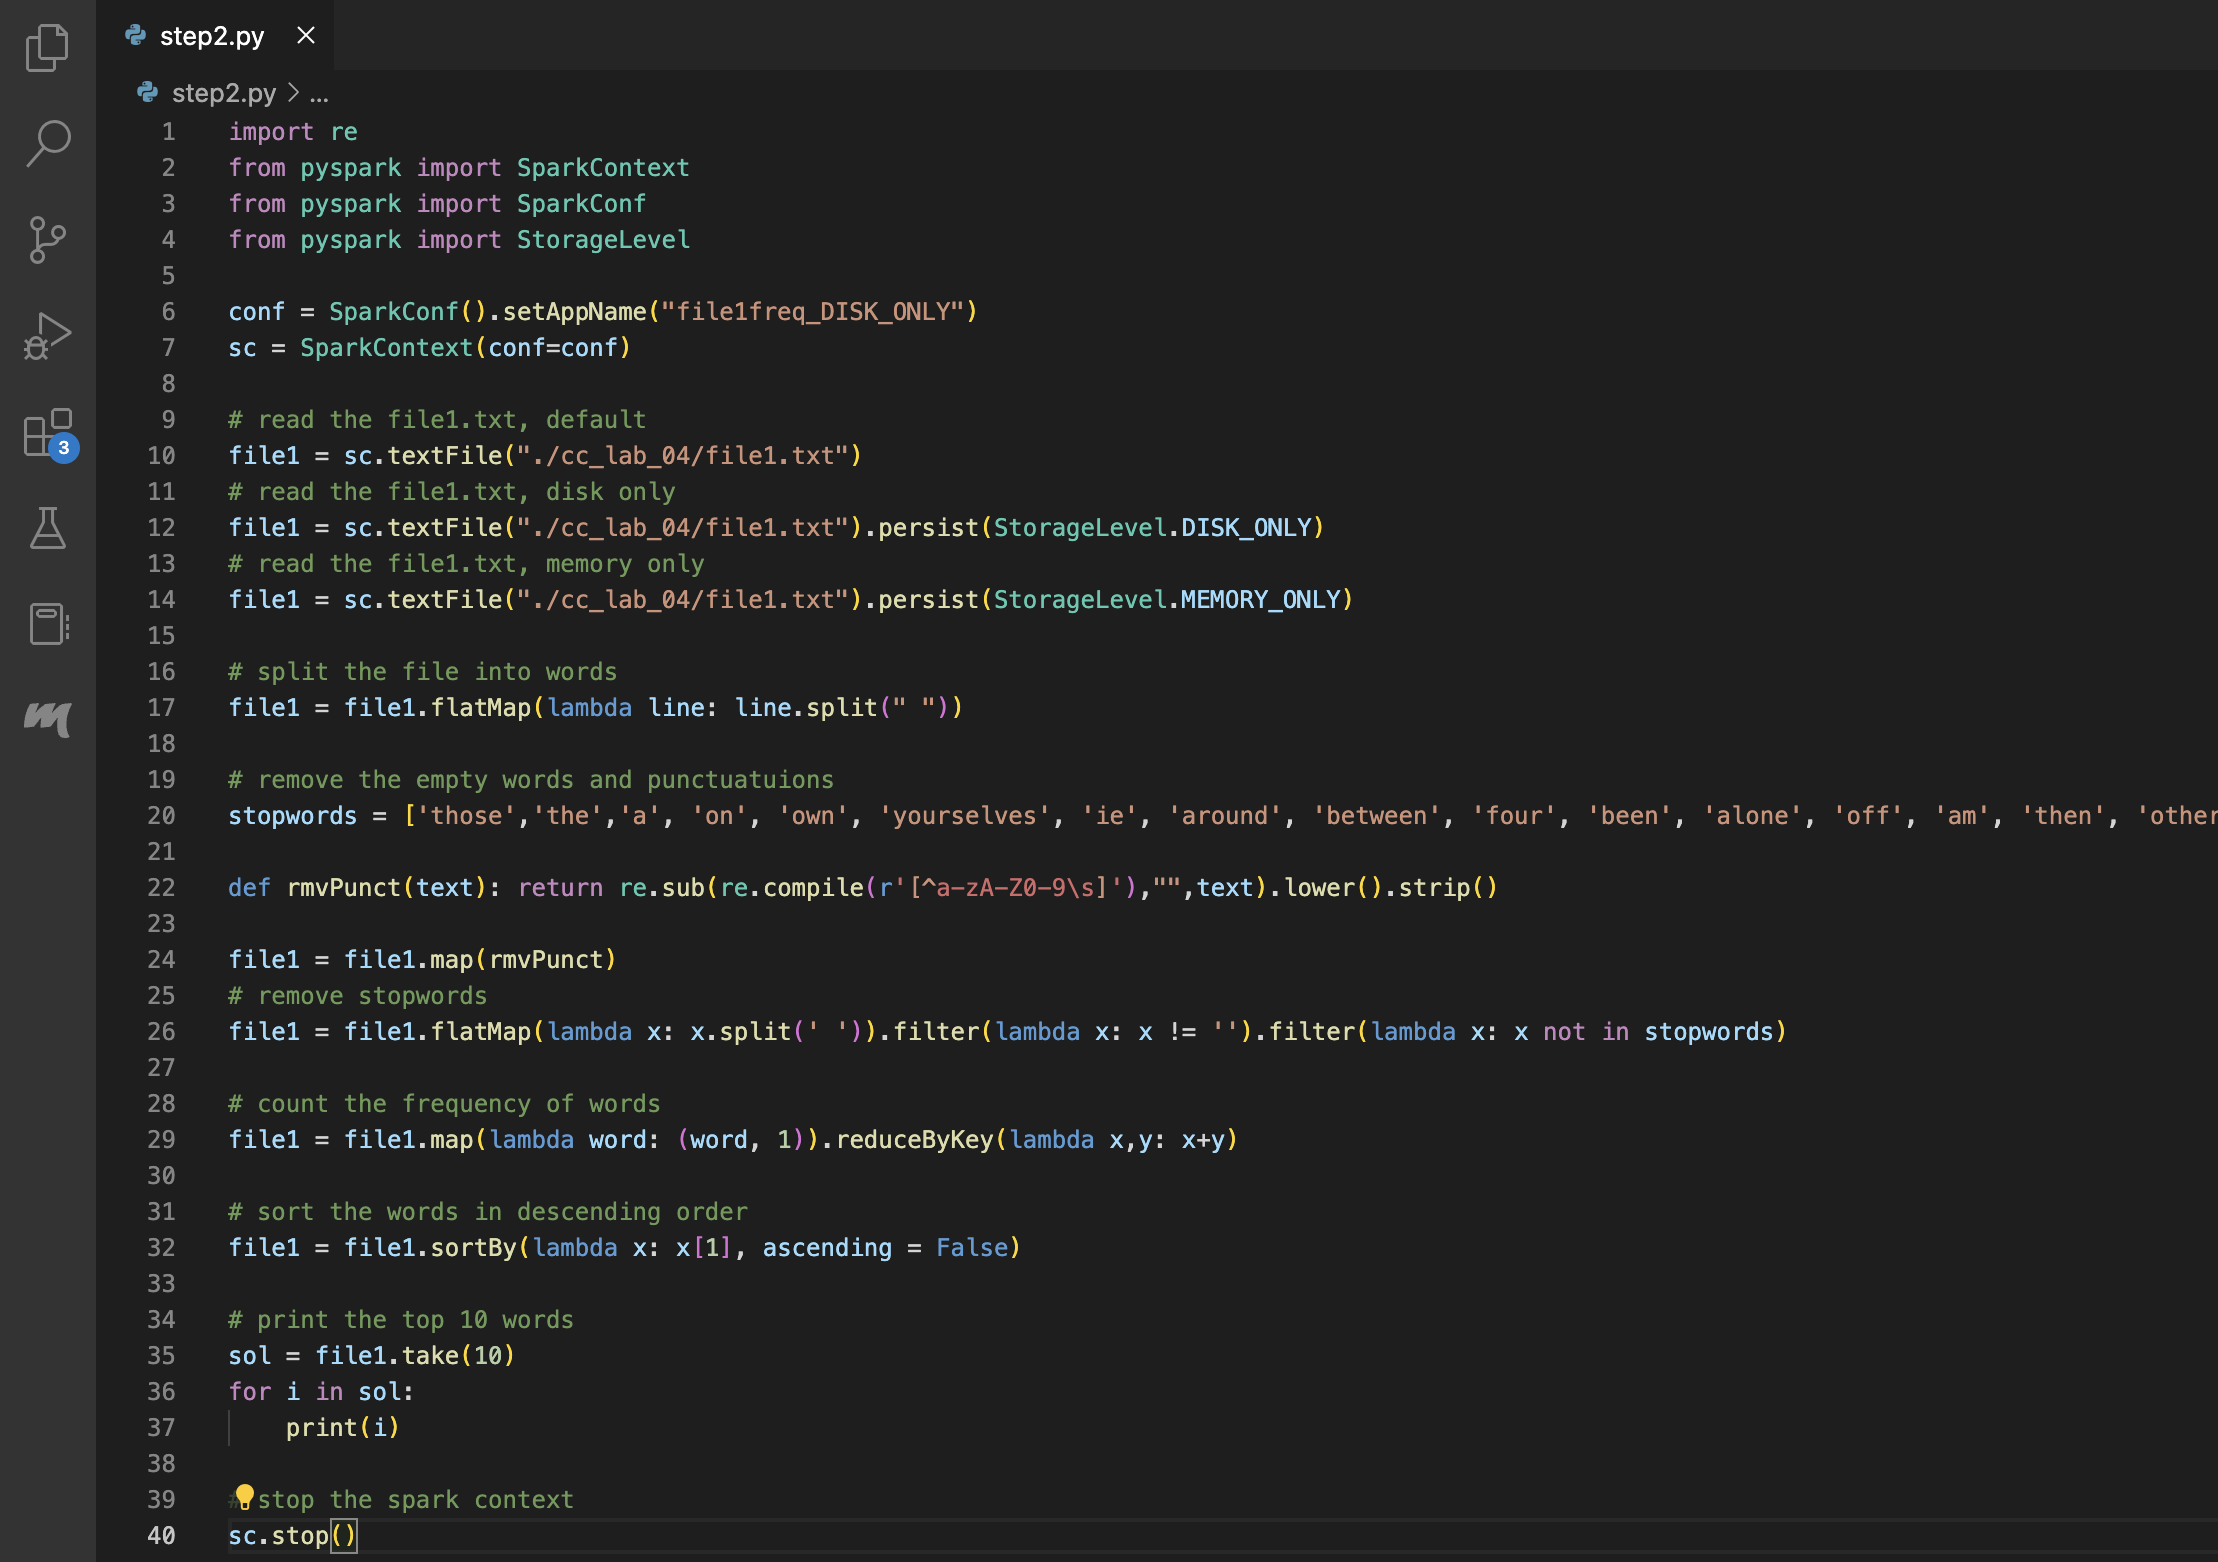 step2.py
step2.py > ...
1 import re
2 from pyspark import SparkContext
3 from pyspark import SparkConf
4 from pyspark import StorageLevel
5
6 conf = SparkConf().setAppName("file1freq_DISK_ONLY")
7 sc = SparkContext(conf=conf)
8
9 # read the file1.txt, default
10 file1 = sc.textFile("./cc_lab_04/file1.txt")
11 # read the file1.txt, disk only
12 file1 = sc.textFile("./cc_lab_04/file1.txt").persist(StorageLevel.DISK_ONLY)
13 # read the file1.txt, memory only
14 file1 = sc.textFile("./cc_lab_04/file1.txt").persist(StorageLevel.MEMORY_ONLY)
15
16 # split the file into words
17 file1 = file1.flatMap(lambda line: line.split(" "))
18
19 # remove the empty words and punctuatuions
20 stopwords = ['those','the','a', 'on', 'own', 'yourselves', 'ie', 'around', 'between', 'four', 'been', 'alone', 'off', 'am', 'then', 'other
21
22 def rmvPunct(text): return re.sub(re.compile(r'[^a-zA-Z0-9\s]'),"",text).lower().strip()
23
24 file1 = file1.map(rmvPunct)
25 # remove stopwords
26 file1 = file1.flatMap(lambda x: x.split(' ')).filter(lambda x: x != '').filter(lambda x: x not in stopwords)
27
28 # count the frequency of words
29 file1 = file1.map(lambda word: (word, 1)).reduceByKey(lambda x,y: x+y)
30
31 # sort the words in descending order
32 file1 = file1.sortBy(lambda x: x[1], ascending = False)
33
34 # print the top 10 words
35 sol = file1.take(10)
36 for i in sol:
37     print(i)
38
39 # stop the spark context
40 sc.stop()
3
m